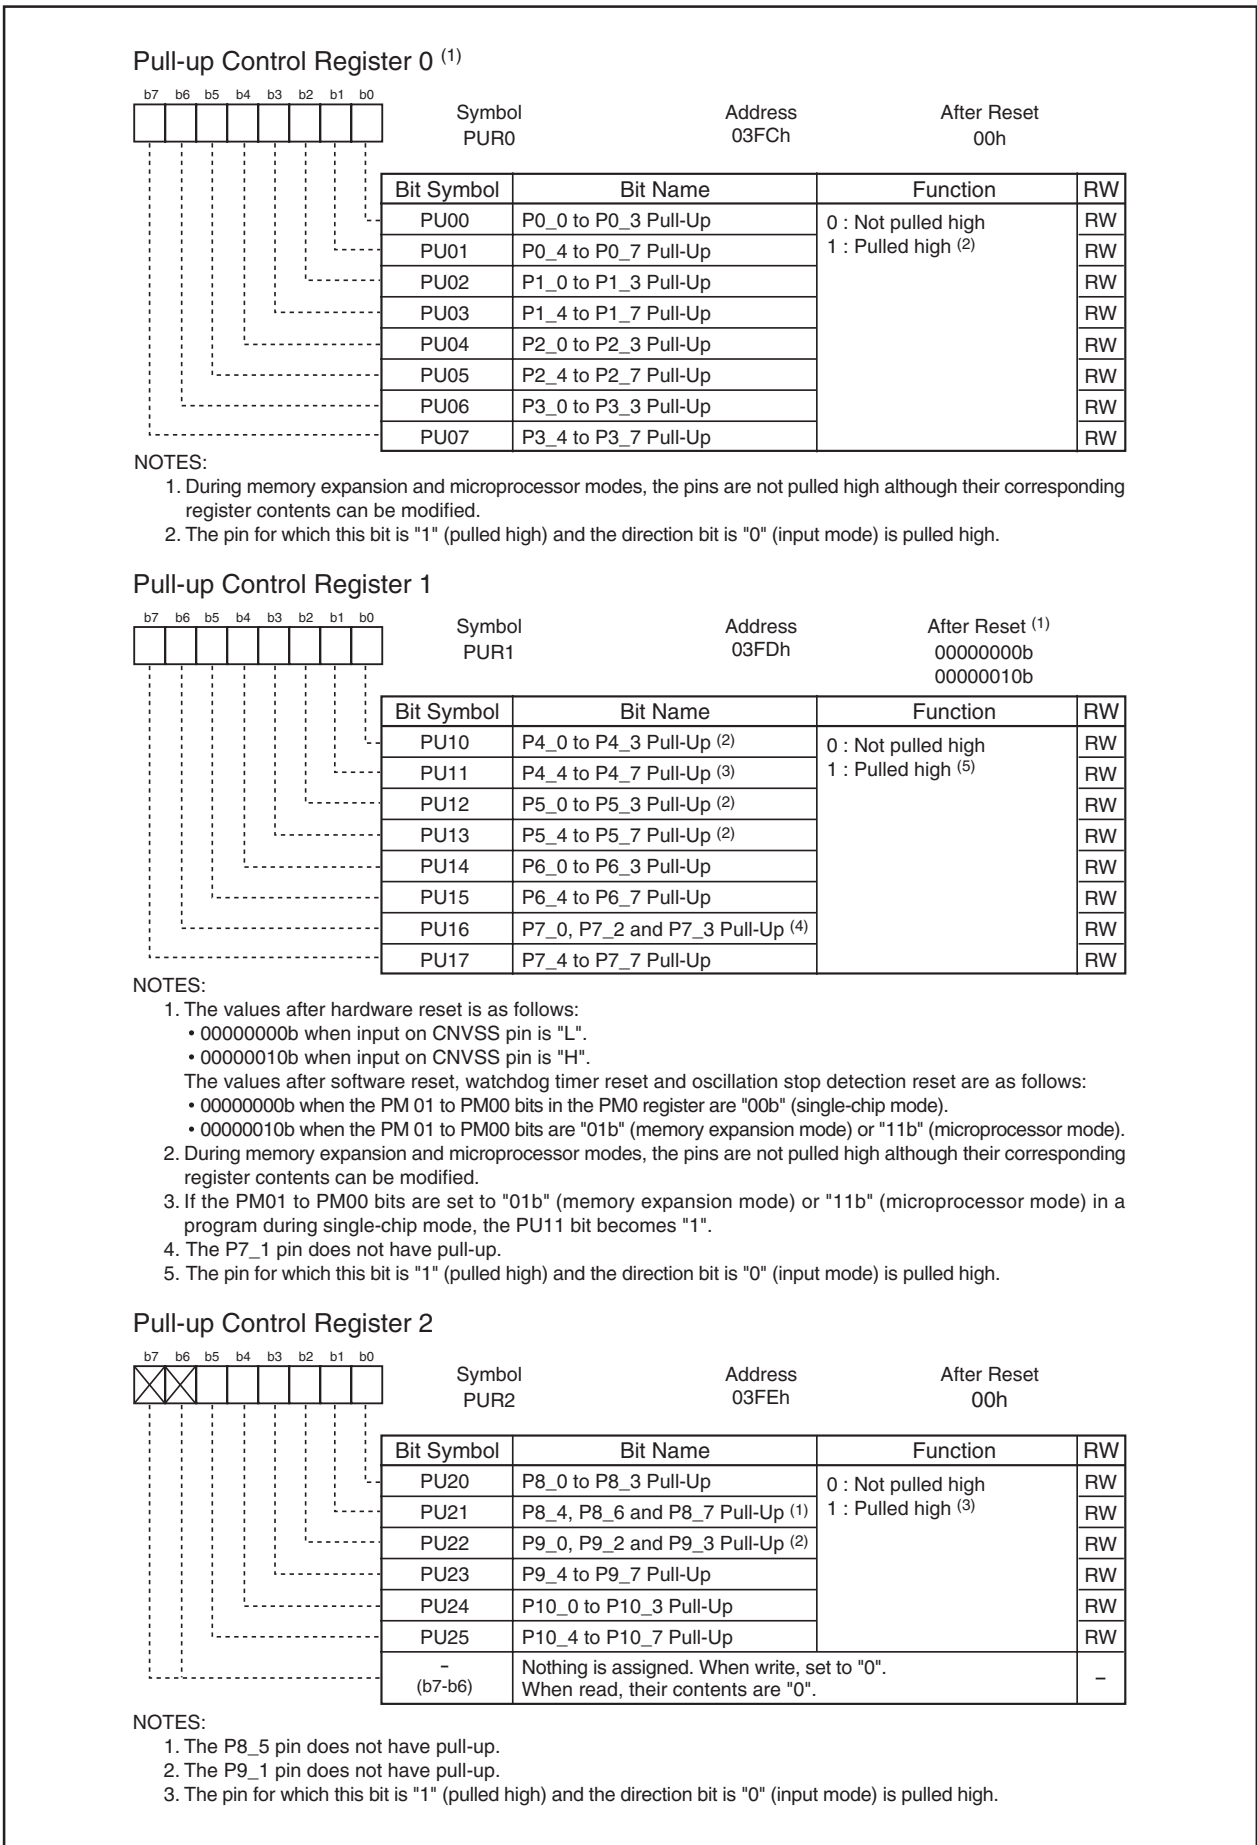 Pull-up Control Register 0 (1)
b7 b6 b5 b4 b3 b2 b1 b0
Symbol Address After Reset
PUR0 03FCh 00h
Bit Symbol Bit Name Function RW
PU00 P0_0 to P0_3 Pull-Up 0 : Not pulled high RW
PU01 P0_4 to P0_7 Pull-Up 1 : Pulled high (2) RW
PU02 P1_0 to P1_3 Pull-Up RW
PU03 P1_4 to P1_7 Pull-Up RW
PU04 P2_0 to P2_3 Pull-Up RW
PU05 P2_4 to P2_7 Pull-Up RW
PU06 P3_0 to P3_3 Pull-Up RW
PU07 P3_4 to P3_7 Pull-Up RW
NOTES:
1. During memory expansion and microprocessor modes, the pins are not pulled high although their corresponding
register contents can be modified.
2. The pin for which this bit is "1" (pulled high) and the direction bit is "0" (input mode) is pulled high.
Pull-up Control Register 1
b7 b6 b5 b4 b3 b2 b1 b0
Symbol Address After Reset (1)
PUR1 03FDh 00000000b
00000010b
Bit Symbol Bit Name Function RW
PU10 P4_0 to P4_3 Pull-Up (2) 0 : Not pulled high RW
PU11 P4_4 to P4_7 Pull-Up (3) 1 : Pulled high (5) RW
PU12 P5_0 to P5_3 Pull-Up (2) RW
PU13 P5_4 to P5_7 Pull-Up (2) RW
PU14 P6_0 to P6_3 Pull-Up RW
PU15 P6_4 to P6_7 Pull-Up RW
PU16 P7_0, P7_2 and P7_3 Pull-Up (4) RW
PU17 P7_4 to P7_7 Pull-Up RW
NOTES:
1. The values after hardware reset is as follows:
• 00000000b when input on CNVSS pin is "L".
• 00000010b when input on CNVSS pin is "H".
The values after software reset, watchdog timer reset and oscillation stop detection reset are as follows:
• 00000000b when the PM 01 to PM00 bits in the PM0 register are "00b" (single-chip mode).
• 00000010b when the PM 01 to PM00 bits are "01b" (memory expansion mode) or "11b" (microprocessor mode).
2. During memory expansion and microprocessor modes, the pins are not pulled high although their corresponding
register contents can be modified.
3. If the PM01 to PM00 bits are set to "01b" (memory expansion mode) or "11b" (microprocessor mode) in a
program during single-chip mode, the PU11 bit becomes "1".
4. The P7_1 pin does not have pull-up.
5. The pin for which this bit is "1" (pulled high) and the direction bit is "0" (input mode) is pulled high.
Pull-up Control Register 2
b7 b6 b5 b4 b3 b2 b1 b0
Symbol Address After Reset
PUR2 03FEh 00h
Bit Symbol Bit Name Function RW
PU20 P8_0 to P8_3 Pull-Up 0 : Not pulled high RW
PU21 P8_4, P8_6 and P8_7 Pull-Up (1) 1 : Pulled high (3) RW
PU22 P9_0, P9_2 and P9_3 Pull-Up (2) RW
PU23 P9_4 to P9_7 Pull-Up RW
PU24 P10_0 to P10_3 Pull-Up RW
PU25 P10_4 to P10_7 Pull-Up RW
– Nothing is assigned. When write, set to "0". –
(b7-b6) When read, their contents are "0".
NOTES:
1. The P8_5 pin does not have pull-up.
2. The P9_1 pin does not have pull-up.
3. The pin for which this bit is "1" (pulled high) and the direction bit is "0" (input mode) is pulled high.